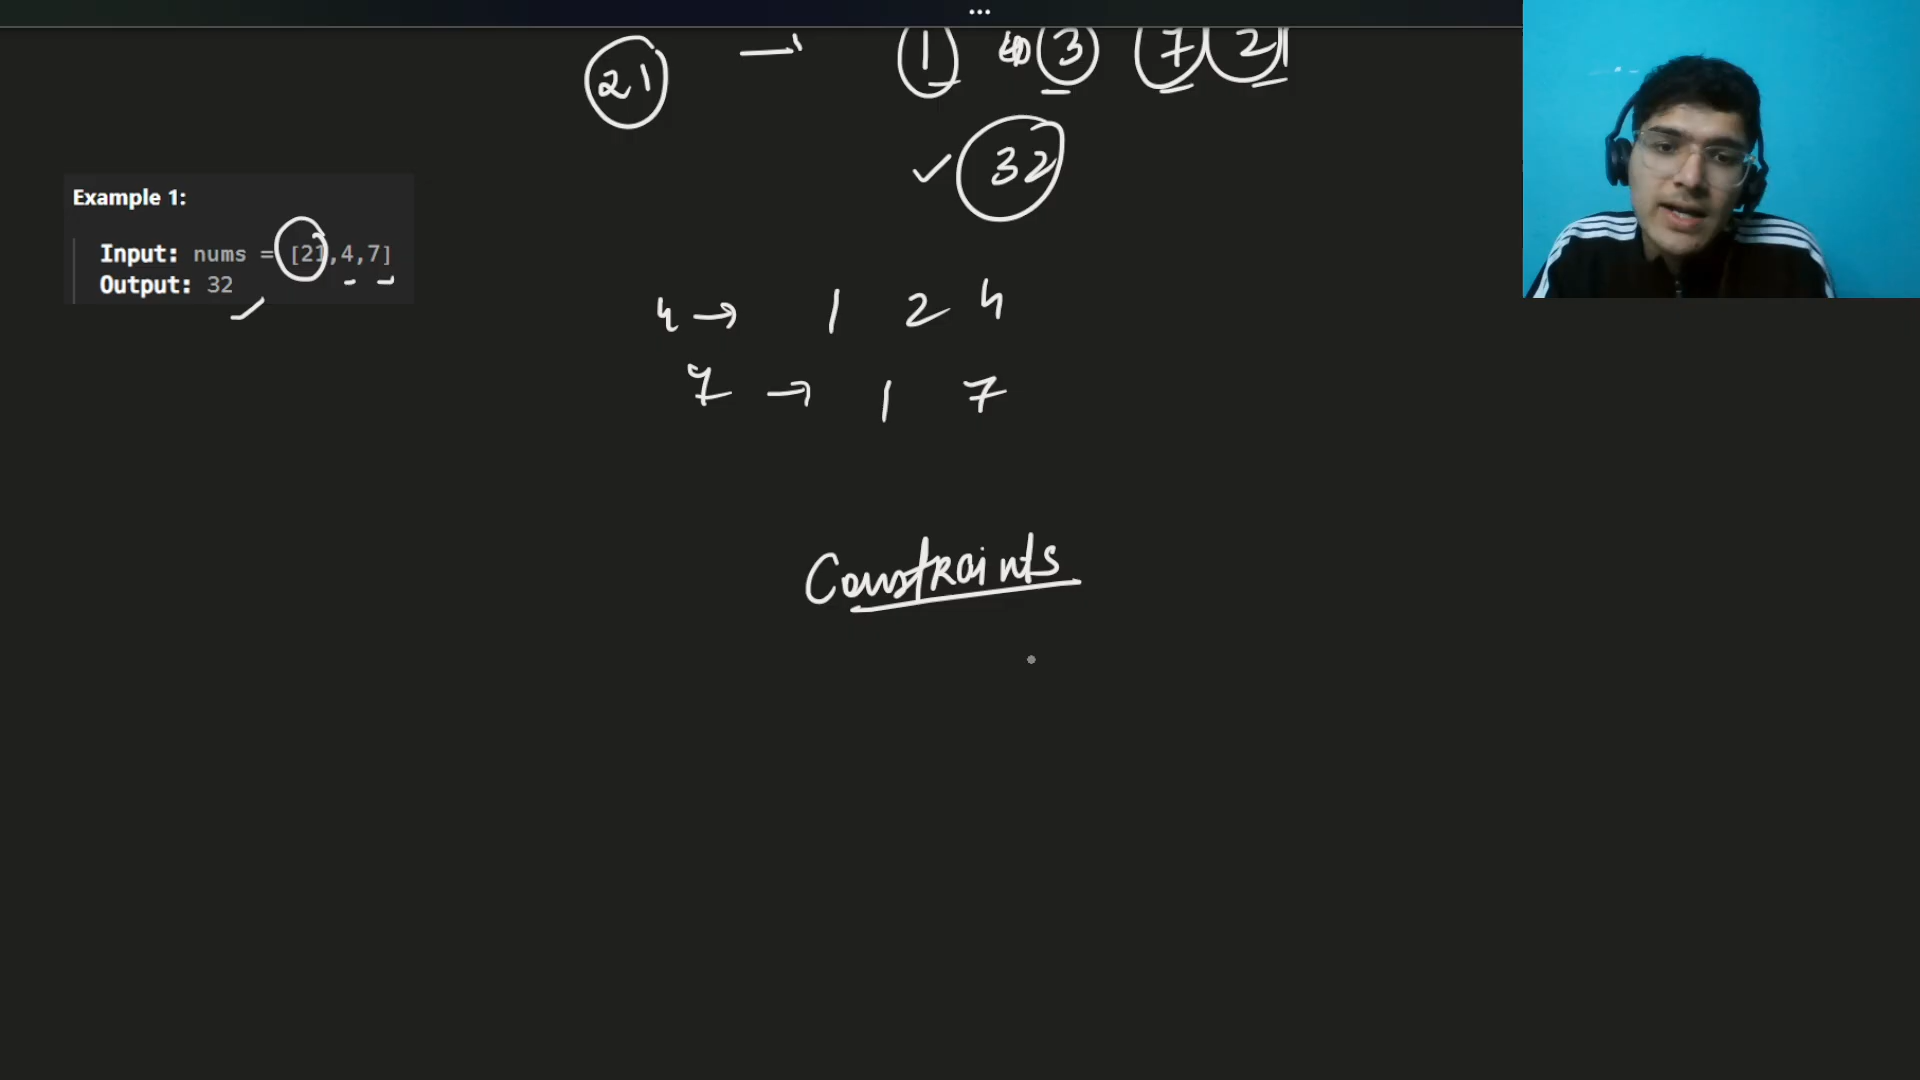 ...
21 → 1 3 7 21
✓ 32
Example 1:
Input: nums = [21,4,7]
Output: 32
4 → 1 2 4
7 → 1 7
Constraints